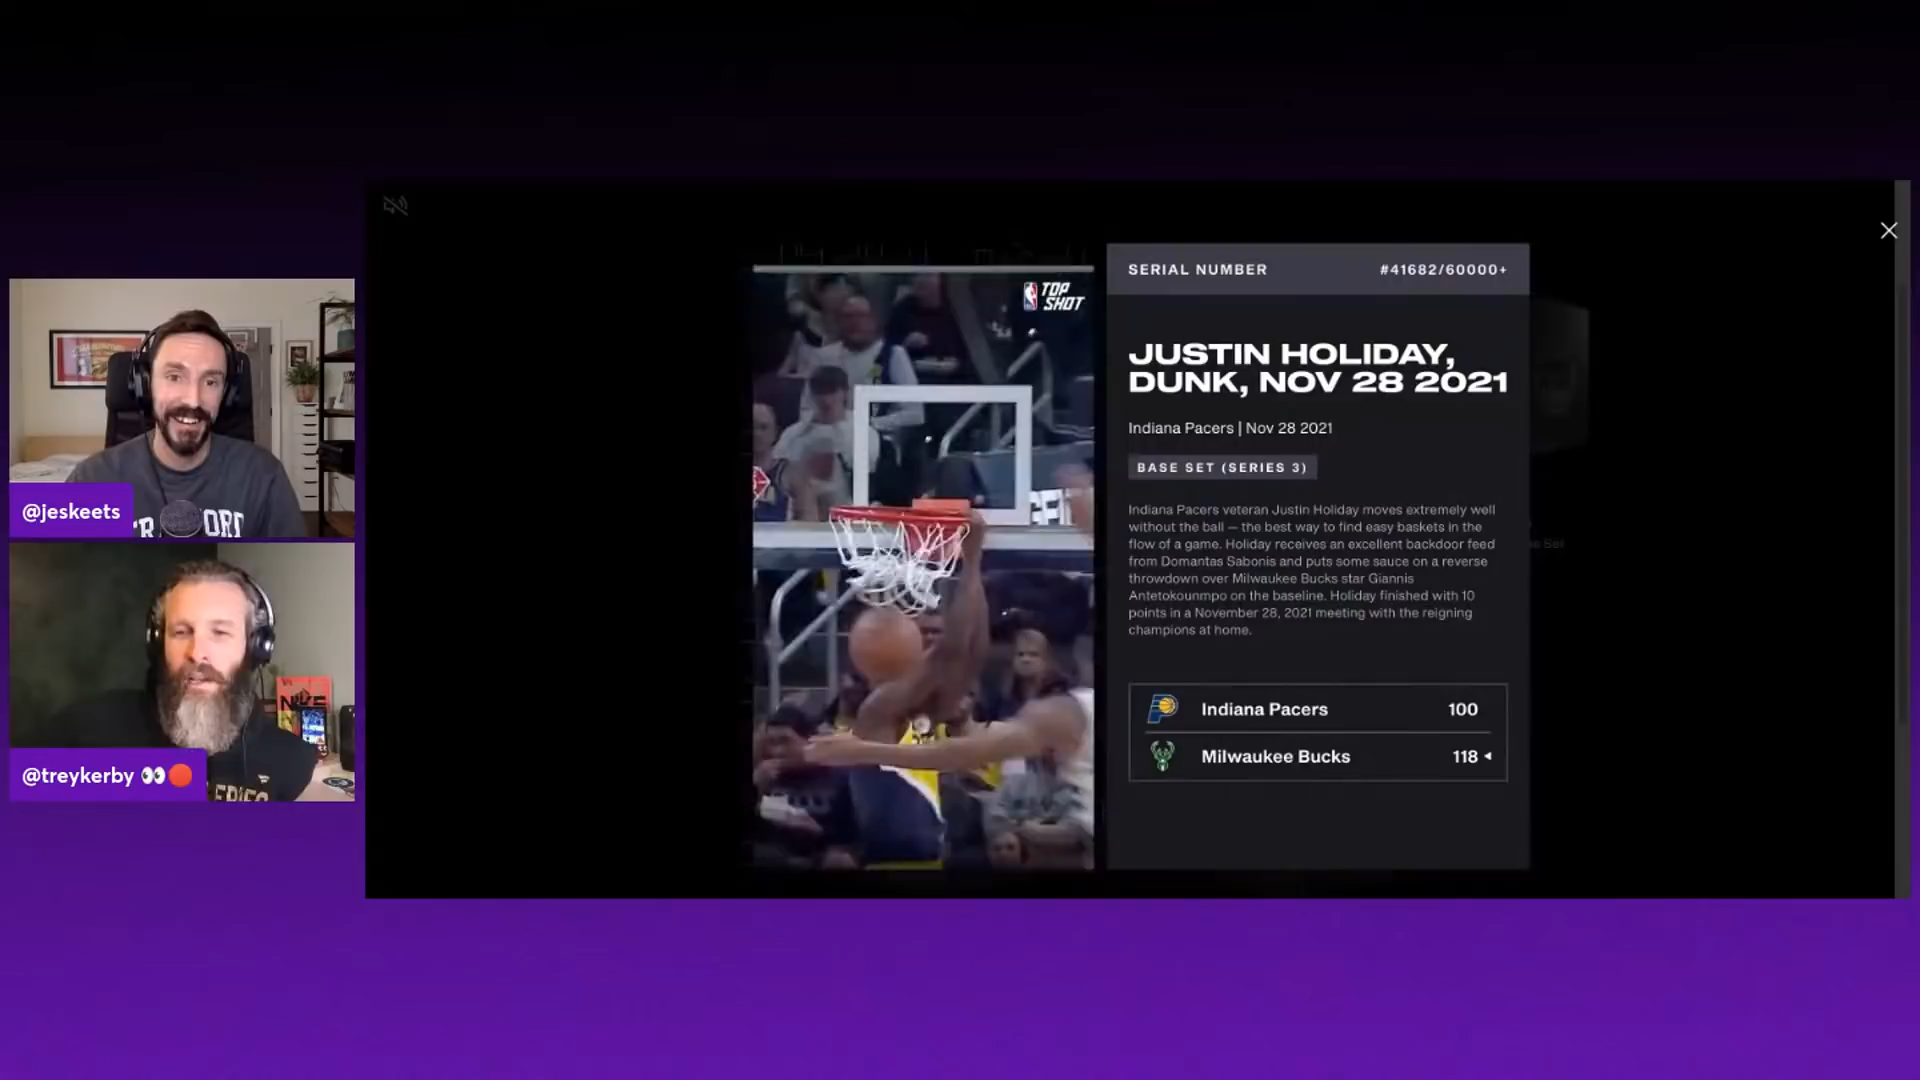 TOP
SHOT
SERIAL NUMBER #41682/60000+
JUSTIN HOLIDAY,
DUNK, NOV 28 2021
Indiana Pacers | Nov 28 2021
BASE SET (SERIES 3)
Indiana Pacers veteran Justin Holiday moves extremely well
without the ball — the best way to find easy baskets in the
flow of a game. Holiday receives an excellent backdoor feed
from Domantas Sabonis and puts some sauce on a reverse
throwdown over Milwaukee Bucks star Giannis
Antetokounmpo on the baseline. Holiday finished with 10
points in a November 28, 2021 meeting with the reigning
champions at home.
Indiana Pacers 100
Milwaukee Bucks 118
@jeskeets
NIKE
@treykerby 👀🔴